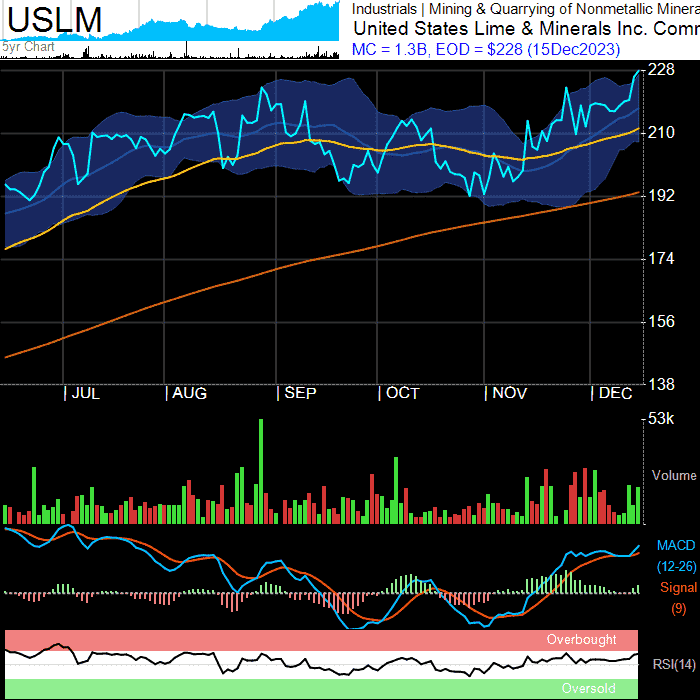 USLM
5yr Chart
Industrials | Mining & Quarrying of Nonmetallic Minera
United States Lime & Minerals Inc. Comm
MC = 1.3B, EOD = $228 (15Dec2023)
228
210
192
174
156
138
| JUL | AUG | SEP | OCT | NOV | DEC
53k
Volume
MACD
(12-26)
Signal
(9)
Overbought
RSI(14)
Oversold